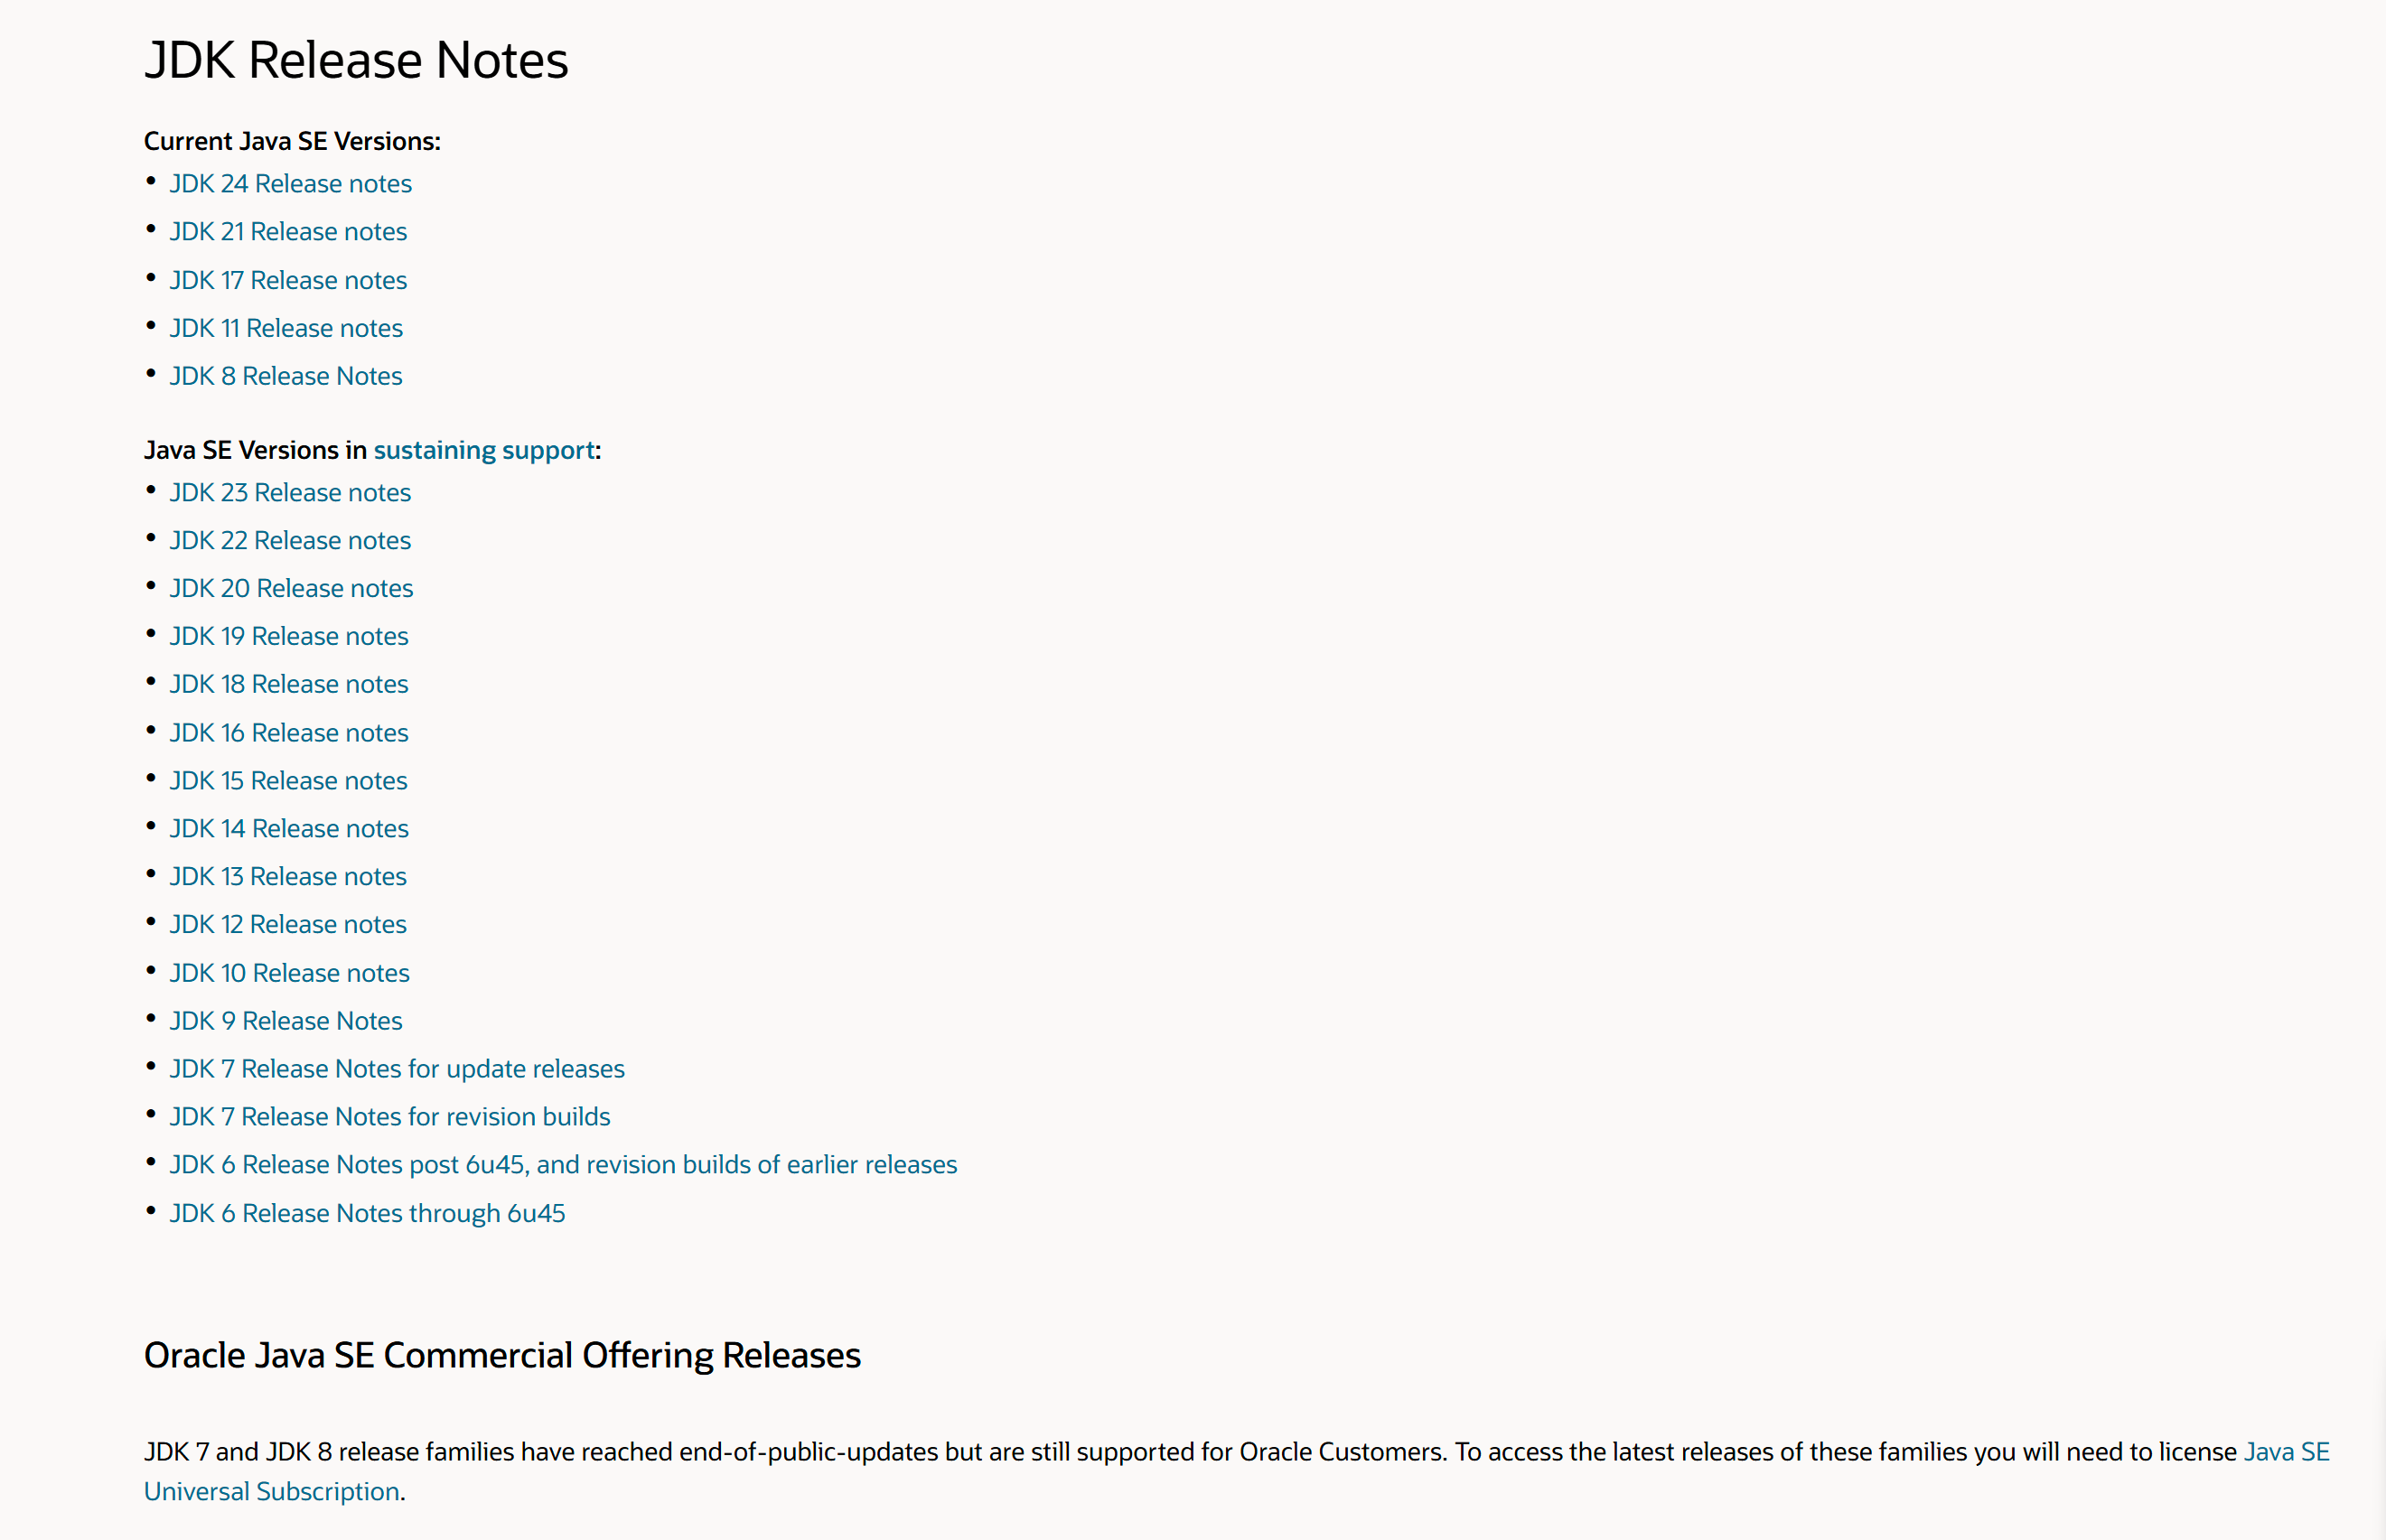 JDK Release Notes
Current Java SE Versions:
• JDK 24 Release notes
• JDK 21 Release notes
• JDK 17 Release notes
• JDK 11 Release notes
• JDK 8 Release Notes
Java SE Versions in sustaining support:
• JDK 23 Release notes
• JDK 22 Release notes
• JDK 20 Release notes
• JDK 19 Release notes
• JDK 18 Release notes
• JDK 16 Release notes
• JDK 15 Release notes
• JDK 14 Release notes
• JDK 13 Release notes
• JDK 12 Release notes
• JDK 10 Release notes
• JDK 9 Release Notes
• JDK 7 Release Notes for update releases
• JDK 7 Release Notes for revision builds
• JDK 6 Release Notes post 6u45, and revision builds of earlier releases
• JDK 6 Release Notes through 6u45
Oracle Java SE Commercial Offering Releases
JDK 7 and JDK 8 release families have reached end-of-public-updates but are still supported for Oracle Customers. To access the latest releases of these families you will need to license Java SE
Universal Subscription.